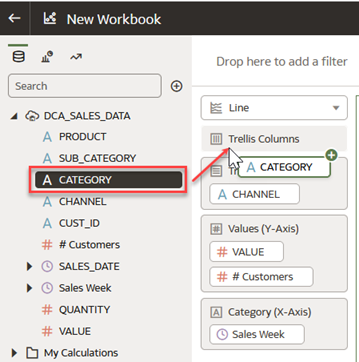 New Workbook
Drop here to add a filter
Search
DCA_SALES_DATA
PRODUCT
SUB_CATEGORY
CATEGORY
CHANNEL
CUST_ID
# Customers
SALES_DATE
Sales Week
QUANTITY
VALUE
My Calculations
Line
Trellis Columns
CATEGORY
CHANNEL
Values (Y-Axis)
VALUE
# Customers
Category (X-Axis)
Sales Week